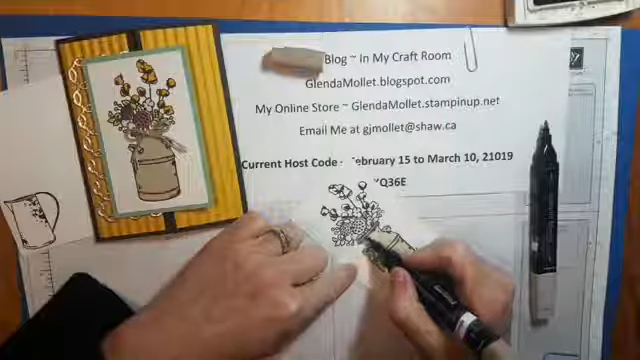 Blog ~ In My Craft Room
GlendaMollet.blogspot.com
My Online Store ~ GlendaMollet.stampinup.net
Email Me at gjmollet@shaw.ca
Current Host Code - February 15 to March 10, 21019
YQ36E